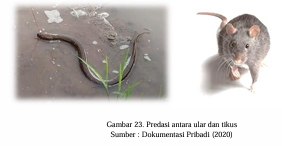 Gambar 23. Predasi antara ular dan tikus
Sumber : Dokumentasi Pribadi (2020)